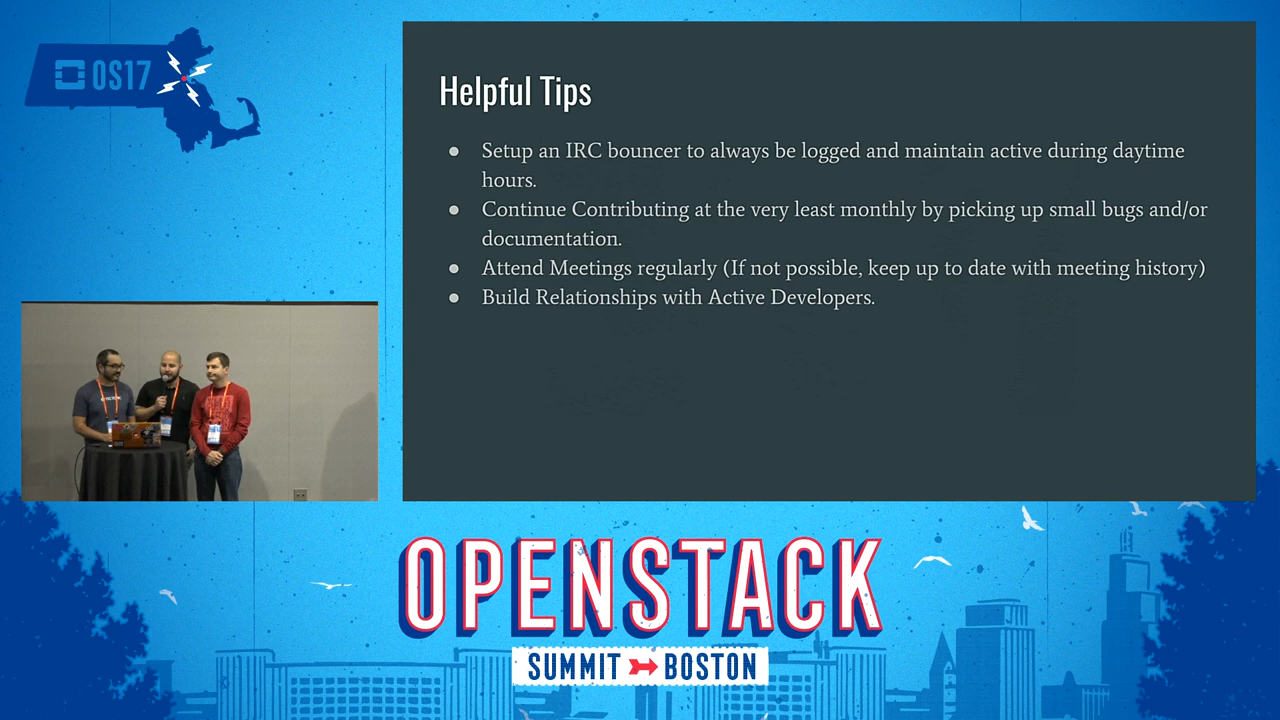 OS17
Helpful Tips
● Setup an IRC bouncer to always be logged and maintain active during daytime
hours.
● Continue Contributing at the very least monthly by picking up small bugs and/or
documentation.
● Attend Meetings regularly (If not possible, keep up to date with meeting history)
● Build Relationships with Active Developers.
OPENSTACK
SUMMIT BOSTON